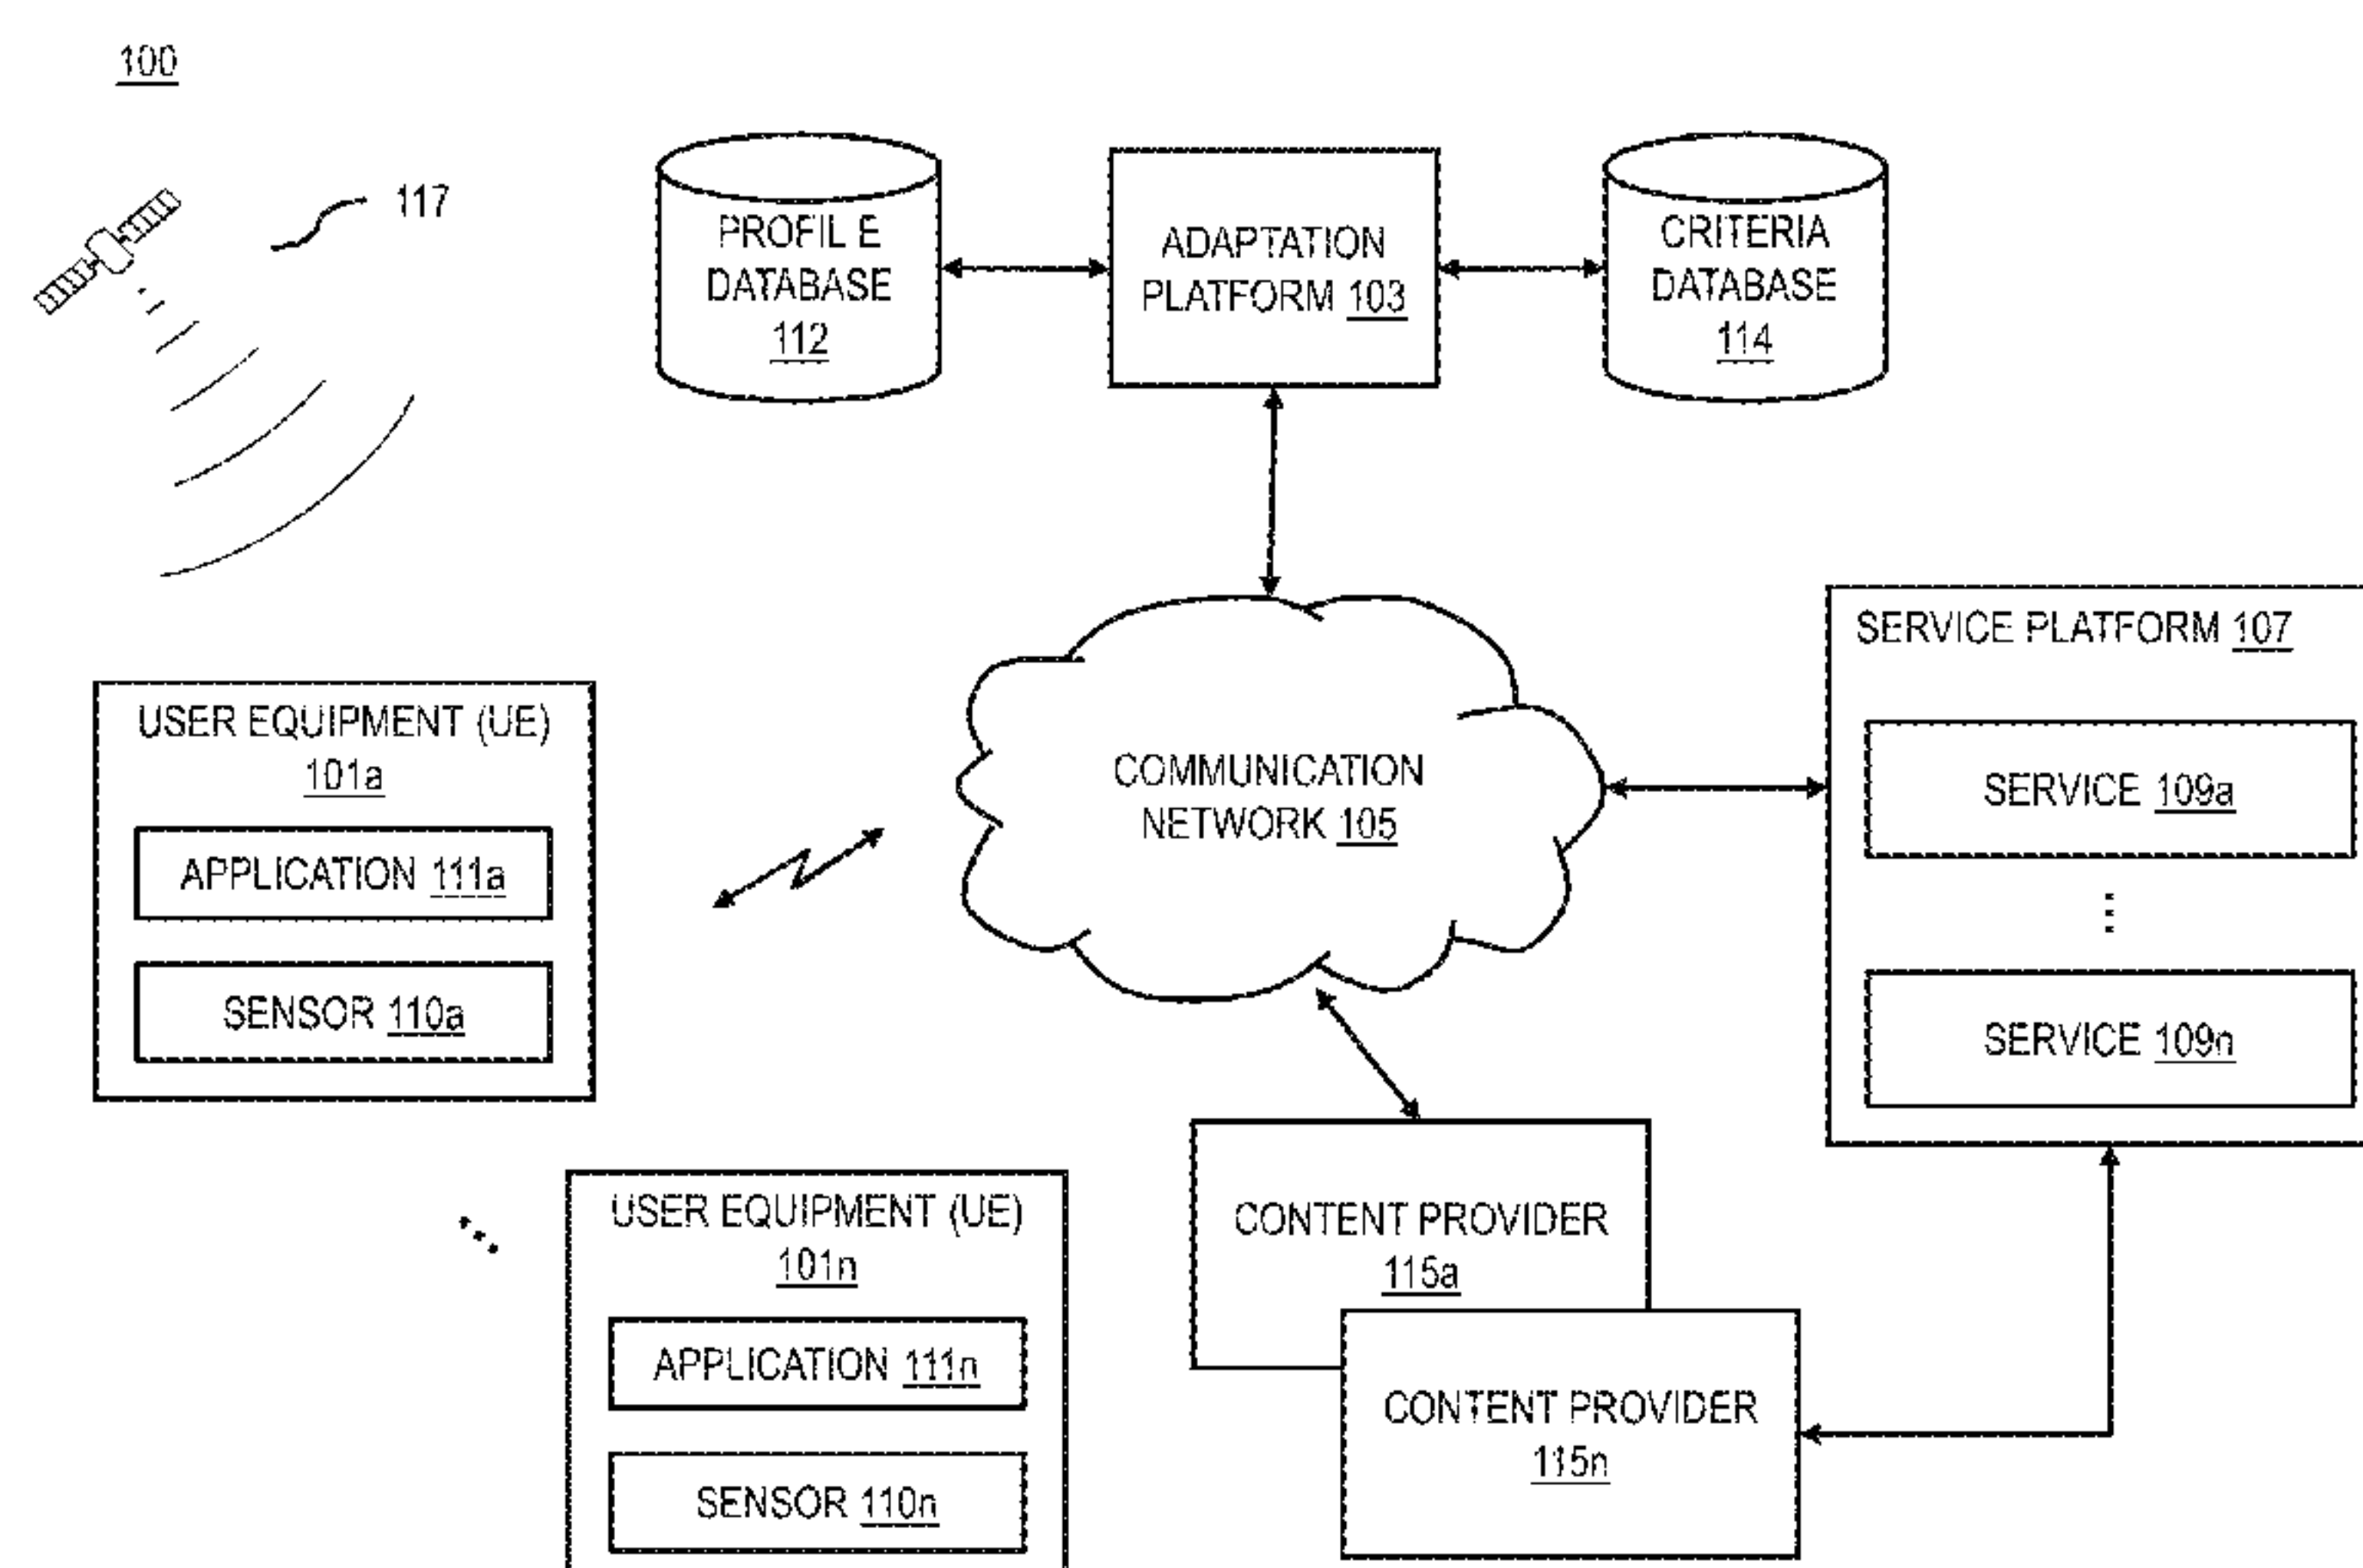 100
117
PROFILE
DATABASE
112
ADAPTATION
PLATFORM 103
CRITERIA
DATABASE
114
SERVICE PLATFORM 107
SERVICE 109a
SERVICE 109n
USER EQUIPMENT (UE)
101a
APPLICATION 111a
SENSOR 110a
COMMUNICATION
NETWORK 105
USER EQUIPMENT (UE)
101n
APPLICATION 111n
SENSOR 110n
CONTENT PROVIDER
115a
CONTENT PROVIDER
115n